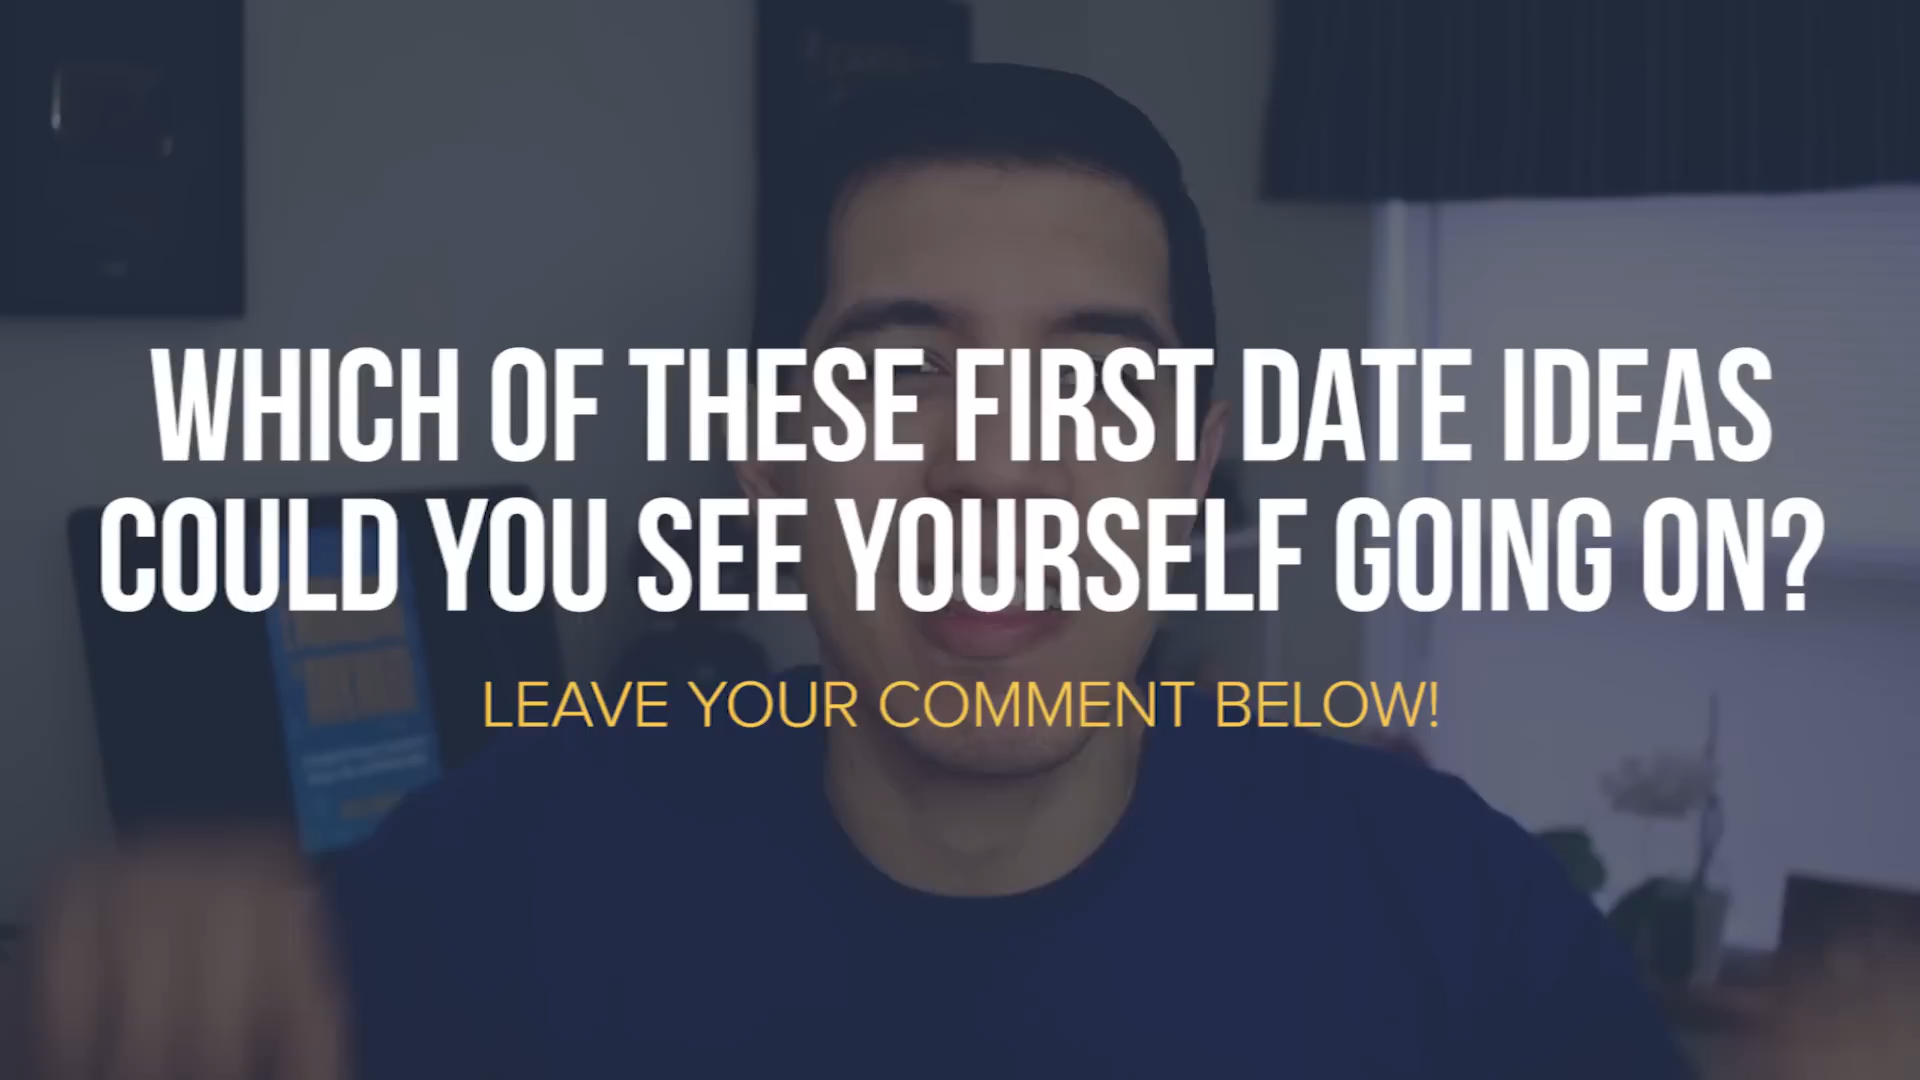 WHICH OF THESE FIRST DATE IDEAS
COULD YOU SEE YOURSELF GOING ON?
LEAVE YOUR COMMENT BELOW!